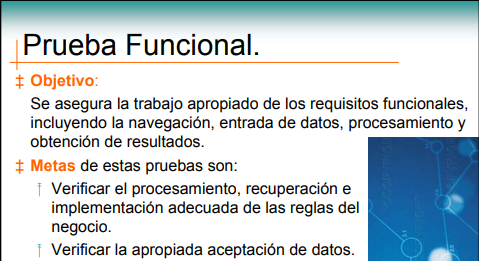 Prueba Funcional.
‡ Objetivo:
Se asegura la trabajo apropiado de los requisitos funcionales,
incluyendo la navegación, entrada de datos, procesamiento y
obtención de resultados.
‡ Metas de estas pruebas son:
† Verificar el procesamiento, recuperación e
implementación adecuada de las reglas del
negocio.
† Verificar la apropiada aceptación de datos.